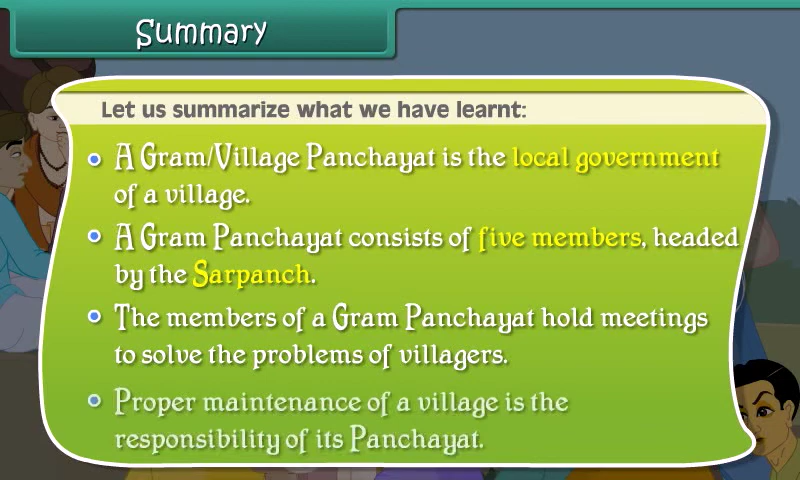 Summary
Let us summarize what we have learnt:
A Gram/Village Panchayat is the local government
of a village.
A Gram Panchayat consists of five members, headed
by the Sarpanch.
The members of a Gram Panchayat hold meetings
to solve the problems of villagers.
Proper maintenance of a village is the
responsibility of its Panchayat.